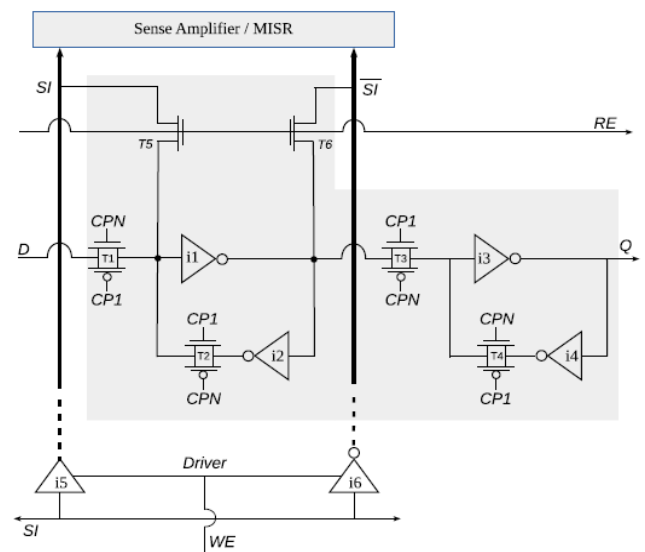 Sense Amplifier / MISR
SI
SI
RE
T5
T6
CPN
CP1
D
T1
i1
T3
i3
Q
CP1
CPN
CP1
CPN
T2
i2
T4
i4
CPN
CP1
Driver
i5
i6
SI
WE